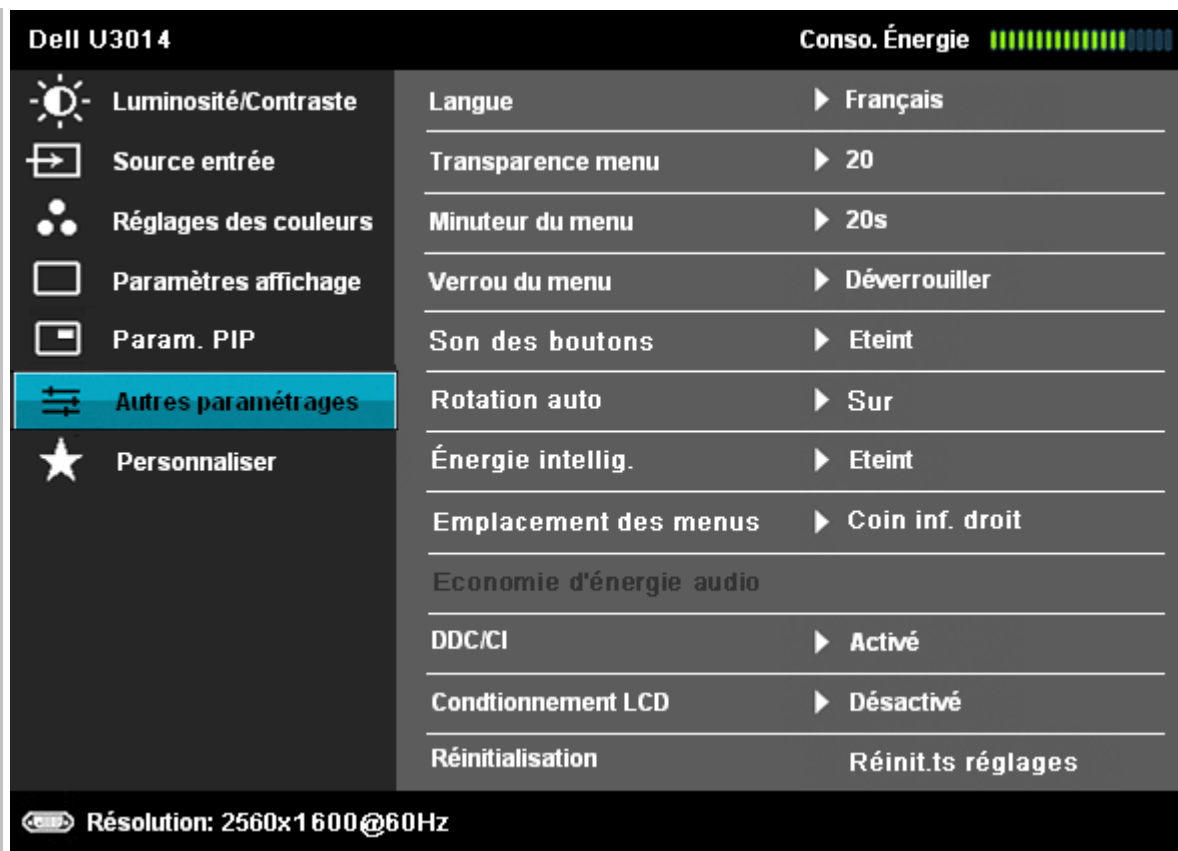 Dell U3014 Conso. Énergie
Luminosité/Contraste Langue Français
Source entrée Transparence menu 20
Réglages des couleurs Minuteur du menu 20s
Paramètres affichage Verrou du menu Déverrouiller
Param. PIP Son des boutons Eteint
Autres paramétrages Rotation auto Sur
Personnaliser Énergie intellig. Eteint
Emplacement des menus Coin inf. droit
Economie d'énergie audio
DDC/CI Activé
Condtionnement LCD Désactivé
Réinitialisation Réinit.ts réglages
Résolution: 2560x1600@60Hz